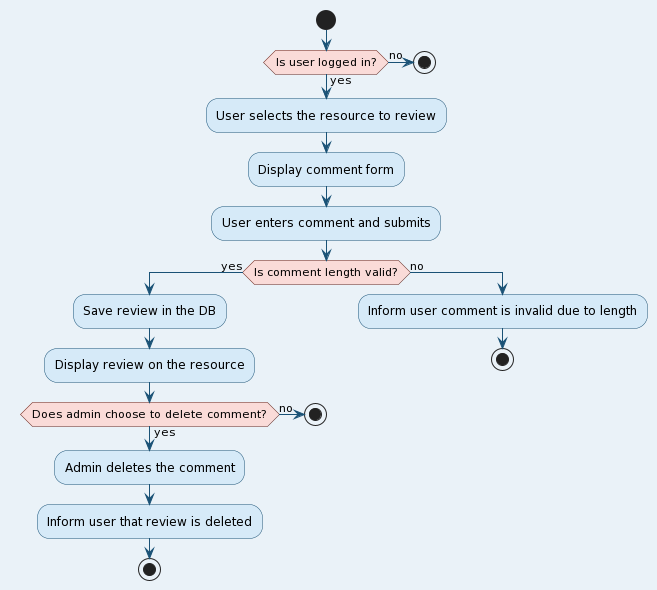 Is user logged in?
no
yes
User selects the resource to review
Display comment form
User enters comment and submits
yes
Is comment length valid?
no
Save review in the DB
Inform user comment is invalid due to length
Display review on the resource
Does admin choose to delete comment?
no
yes
Admin deletes the comment
Inform user that review is deleted